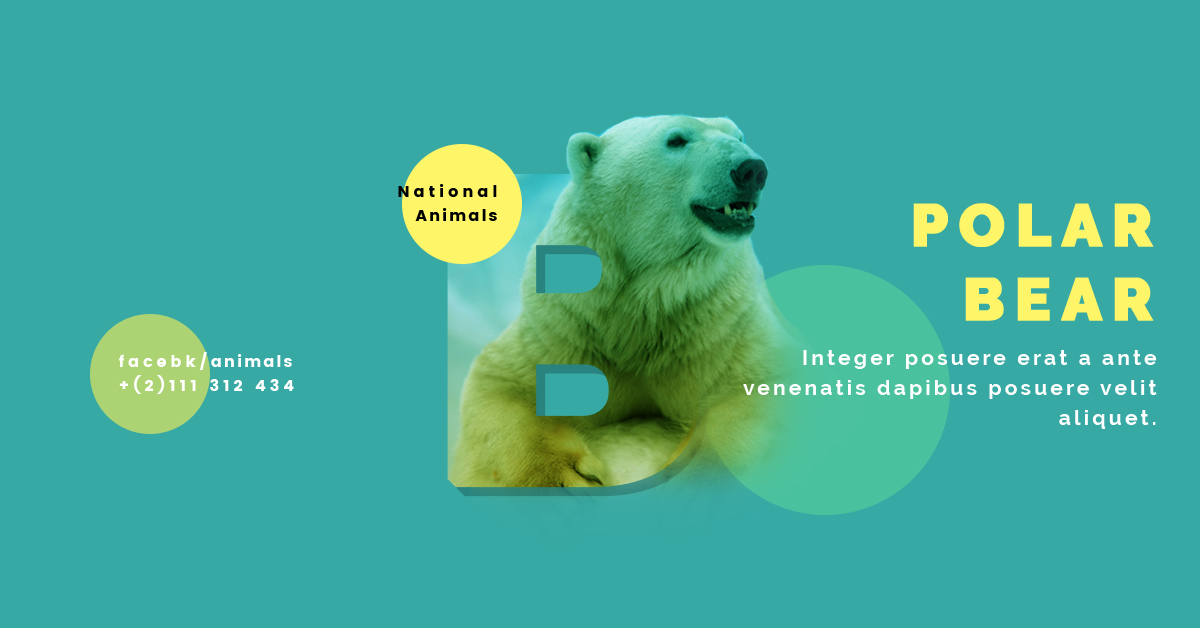 National
Animals
B
POLAR
BEAR
Integer posuere erat a ante
venenatis dapibus posuere velit
aliquet.
facebk/animals
+(2)111 312 434